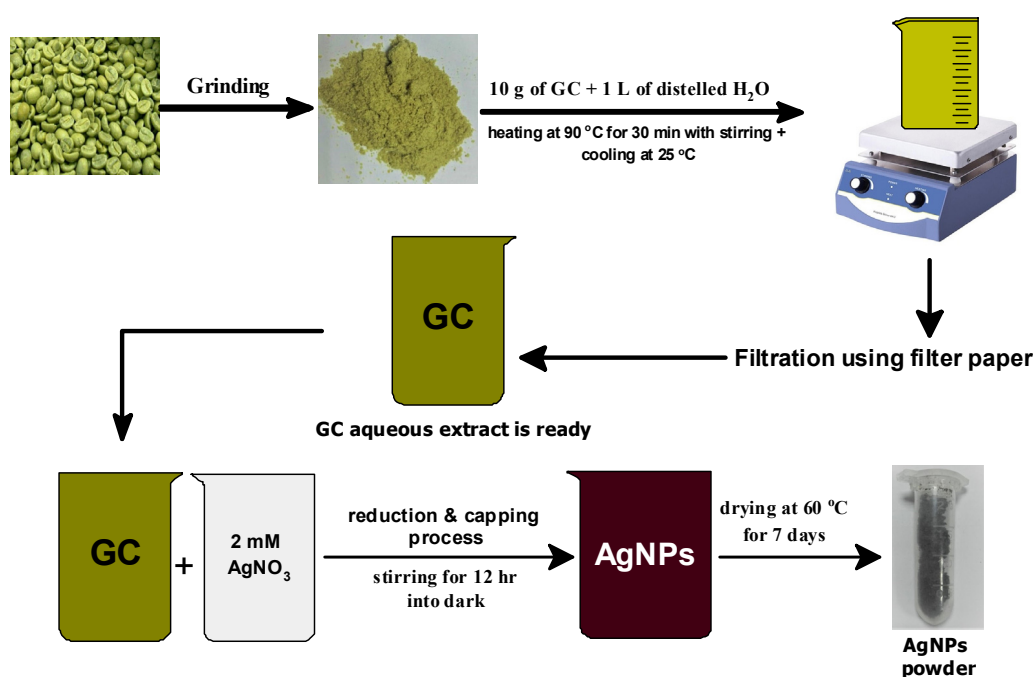 Grinding
10 g of GC + 1 L of distelled H₂O
heating at 90 °C for 30 min with stirring +
cooling at 25 °C
Filtration using filter paper
GC
GC aqueous extract is ready
GC
+
2 mM
AgNO₃
reduction & capping
process
stirring for 12 hr
into dark
AgNPs
drying at 60 °C
for 7 days
AgNPs
powder